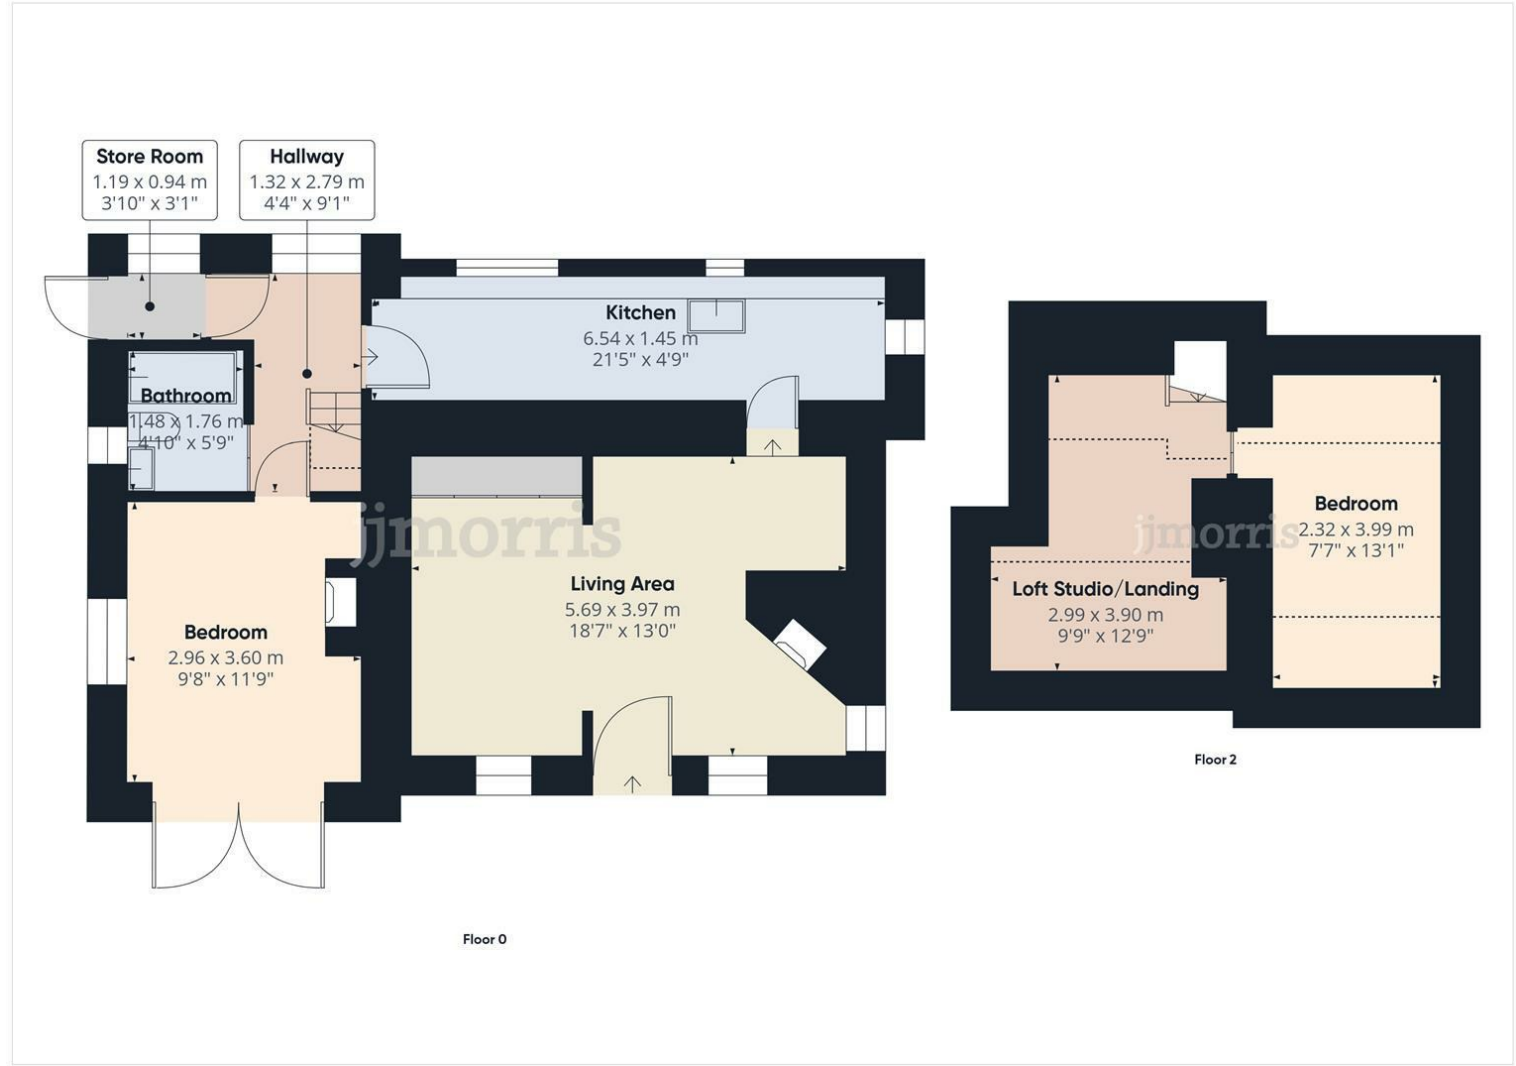 Store Room
1.19 x 0.94 m
3'10" x 3'1"
Hallway
1.32 x 2.79 m
4'4" x 9'1"
Kitchen
6.54 x 1.45 m
21'5" x 4'9"
Bathroom
1.48 x 1.76 m
4'10" x 5'9"
Bedroom
2.96 x 3.60 m
9'8" x 11'9"
jjmorris
Living Area
5.69 x 3.97 m
18'7" x 13'0"
Floor 0
Bedroom
2.32 x 3.99 m
7'7" x 13'1"
jjmorris
Loft Studio/Landing
2.99 x 3.90 m
9'9" x 12'9"
Floor 2